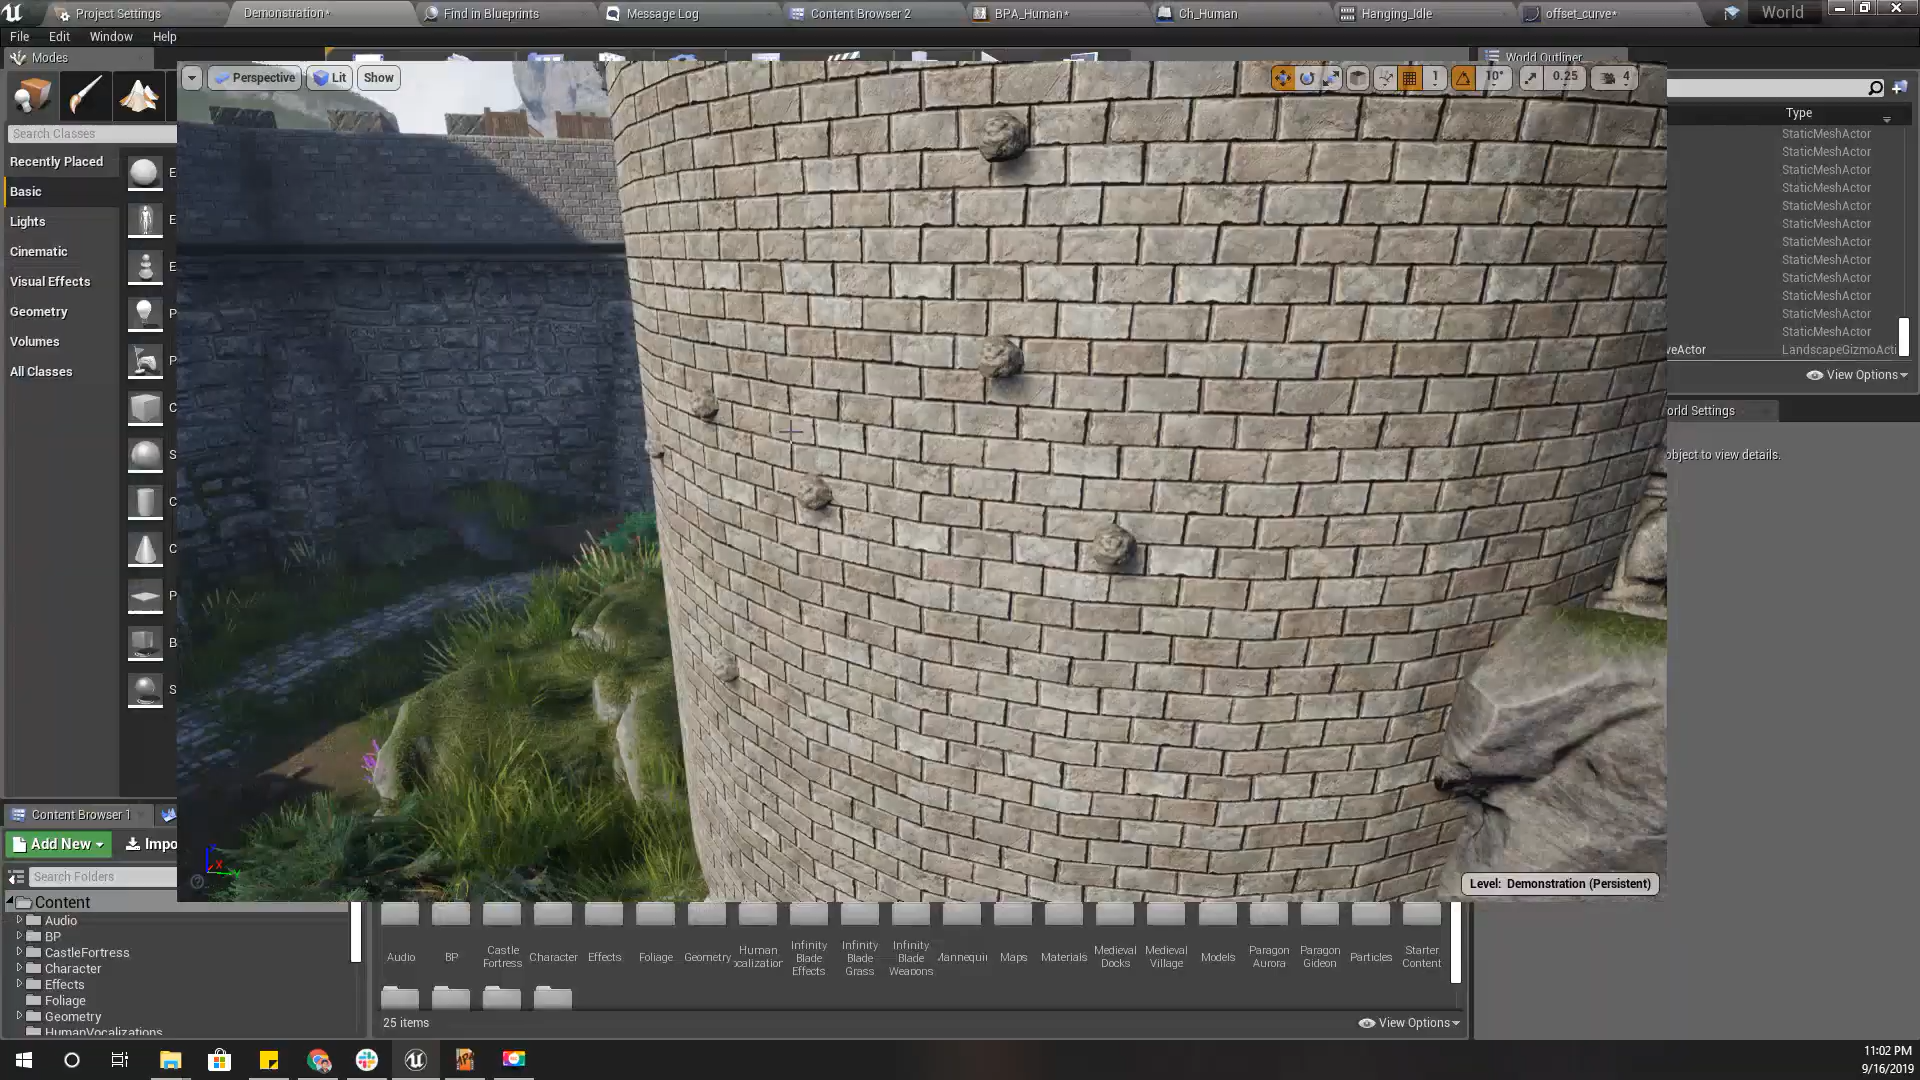 Project Settings
Demonstration*
Find in Blueprints
Message Log
Content Browser 2
BPA_Human*
Ch_Human
Hanging_Idle
offset_curve*
World
File
Edit
Window
Help
Modes
World Outliner
Perspective
Lit
Show
1
10°
0.25
4
Search Classes
Type
Recently Placed
Basic
Lights
Cinematic
Visual Effects
Geometry
Volumes
All Classes
E
E
E
P
P
C
S
C
C
P
B
S
StaticMeshActor
StaticMeshActor
StaticMeshActor
StaticMeshActor
StaticMeshActor
StaticMeshActor
StaticMeshActor
StaticMeshActor
StaticMeshActor
StaticMeshActor
StaticMeshActor
StaticMeshActor
veActor
LandscapeGizmoActi
View Options
orld Settings
object to view details.
Level: Demonstration (Persistent)
Content Browser 1
Add New
Impo
Search Folders
Content
Audio
BP
CastleFortress
Character
Effects
Foliage
Geometry
HumanVocalizations
Audio
BP
Castle Fortress
Character
Effects
Foliage
Geometry
Human ocalization
Infinity Blade Effects
Infinity Blade Grass
Infinity Blade Weapons
Mannequi
Maps
Materials
Medieval Docks
Medieval Village
Models
Paragon Aurora
Paragon Gideon
Particles
Starter Content
25 items
View Options
11:02 PM
9/16/2019